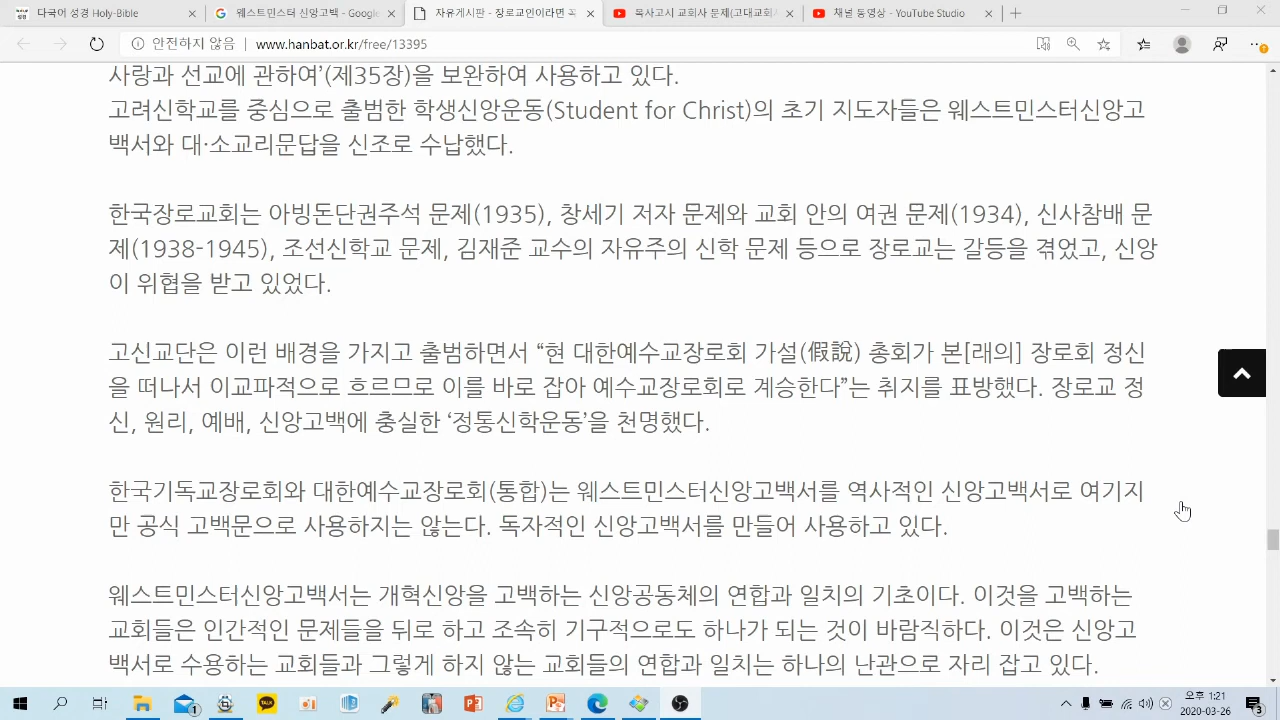 다국어 성경 Holy-Bible
웨스트민스터 신앙고백 - Google
자유게시판 - 장로교인이라면 꼭
목사고시 교회사 문제(고대교회
채널 동영상 - YouTube Studio
안전하지 않음 www.hanbat.or.kr/free/13395
사랑과 선교에 관하여’(제35장)을 보완하여 사용하고 있다.
고려신학교를 중심으로 출범한 학생신앙운동(Student for Christ)의 초기 지도자들은 웨스트민스터신앙고
백서와 대·소교리문답을 신조로 수납했다.
한국장로교회는 아빙돈단권주석 문제(1935), 창세기 저자 문제와 교회 안의 여권 문제(1934), 신사참배 문
제(1938-1945), 조선신학교 문제, 김재준 교수의 자유주의 신학 문제 등으로 장로교는 갈등을 겪었고, 신앙
이 위협을 받고 있었다.
고신교단은 이런 배경을 가지고 출범하면서 “현 대한예수교장로회 가설(假說) 총회가 본[래의] 장로회 정신
을 떠나서 이교파적으로 흐르므로 이를 바로 잡아 예수교장로회로 계승한다”는 취지를 표방했다. 장로교 정
신, 원리, 예배, 신앙고백에 충실한 ‘정통신학운동’을 천명했다.
한국기독교장로회와 대한예수교장로회(통합)는 웨스트민스터신앙고백서를 역사적인 신앙고백서로 여기지
만 공식 고백문으로 사용하지는 않는다. 독자적인 신앙고백서를 만들어 사용하고 있다.
웨스트민스터신앙고백서는 개혁신앙을 고백하는 신앙공동체의 연합과 일치의 기초이다. 이것을 고백하는
교회들은 인간적인 문제들을 뒤로 하고 조속히 기구적으로도 하나가 되는 것이 바람직하다. 이것은 신앙고
백서로 수용하는 교회들과 그렇게 하지 않는 교회들의 연합과 일치는 하나의 난관으로 자리 잡고 있다.
오후 1:21
2020-03-26